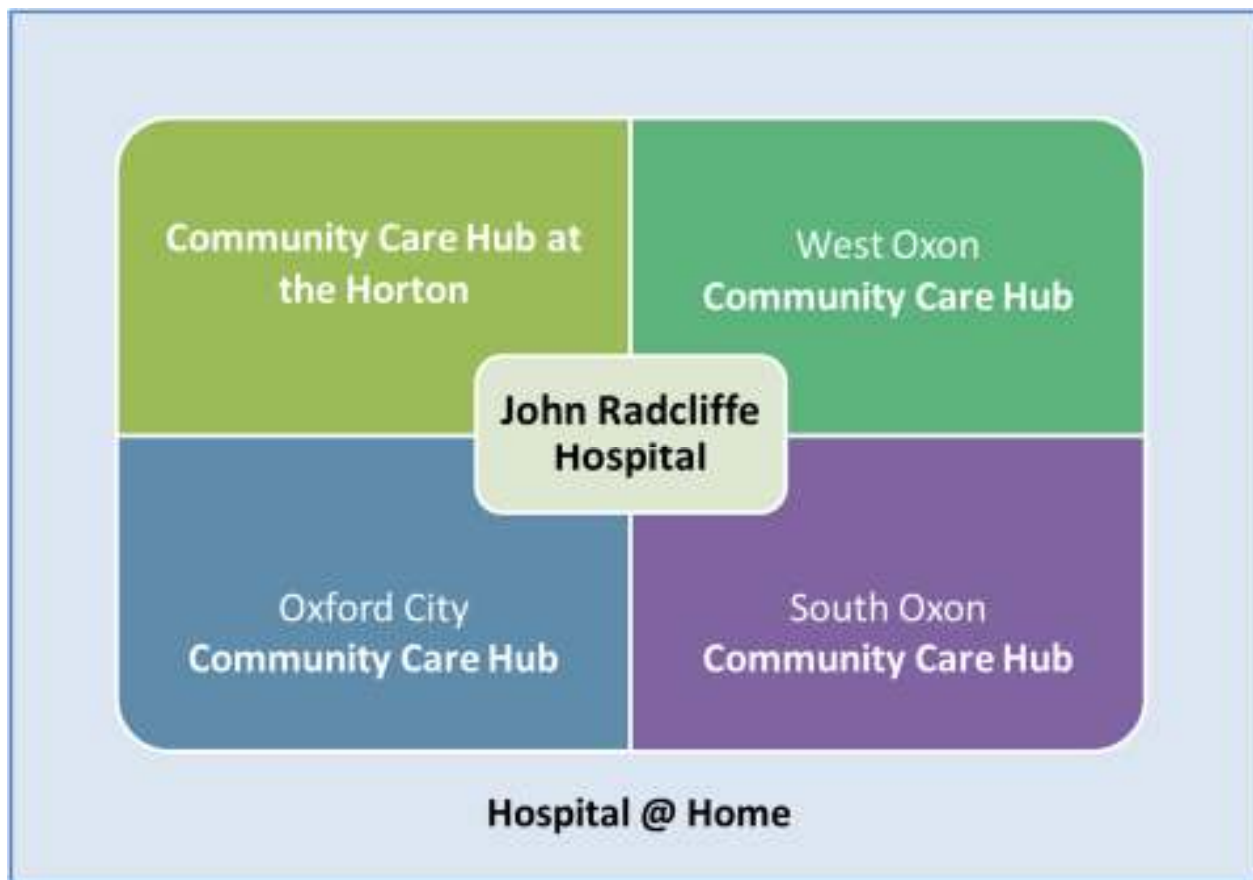 Community Care Hub at
the Horton
West Oxon
Community Care Hub
John Radcliffe
Hospital
Oxford City
Community Care Hub
South Oxon
Community Care Hub
Hospital @ Home